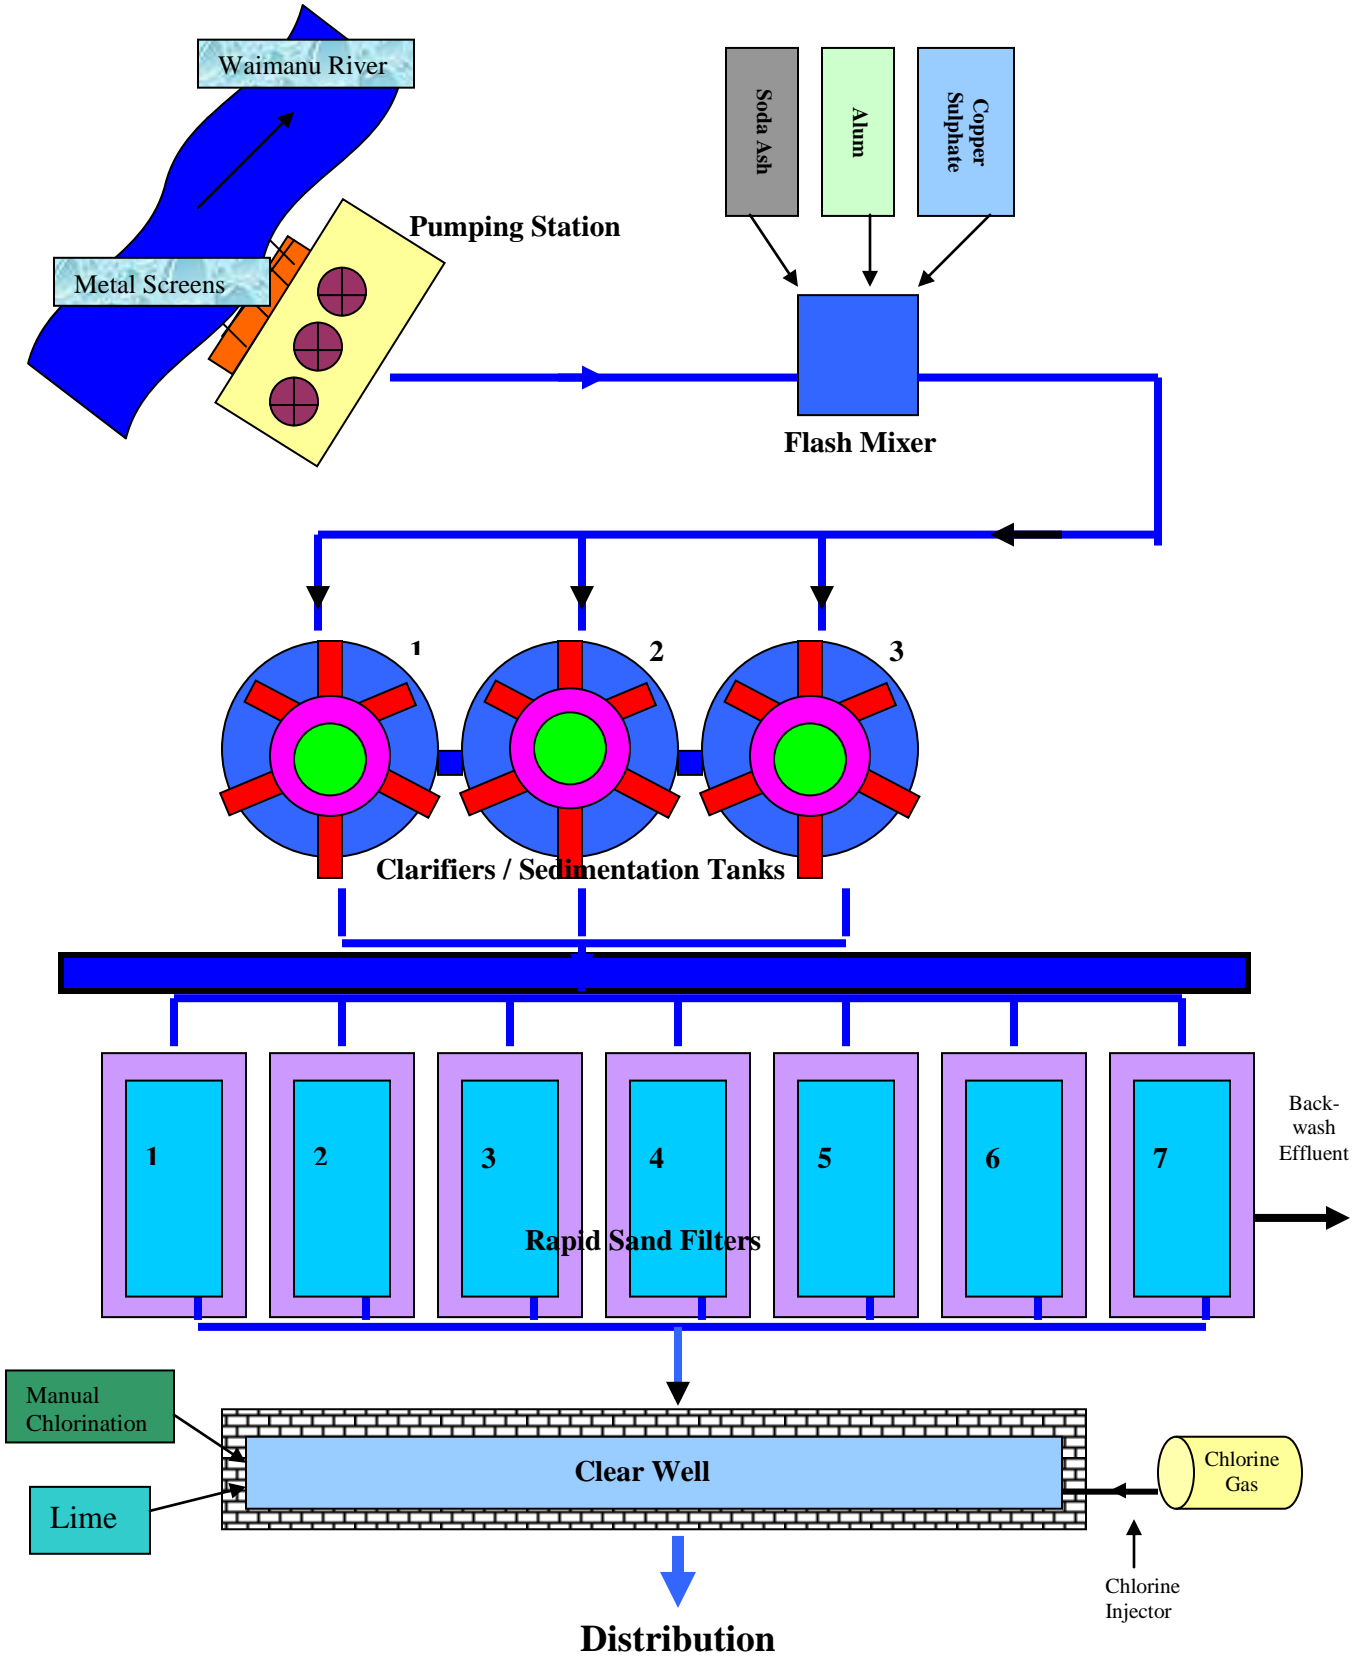 Waimanu River
Metal Screens
Pumping Station
Soda Ash
Alum
Copper
Sulphate
Flash Mixer
1
2
3
Clarifiers / Sedimentation Tanks
1
2
3
4
5
6
7
Rapid Sand Filters
Back-
wash
Effluent
Manual
Chlorination
Lime
Clear Well
Chlorine
Gas
Chlorine
Injector
Distribution